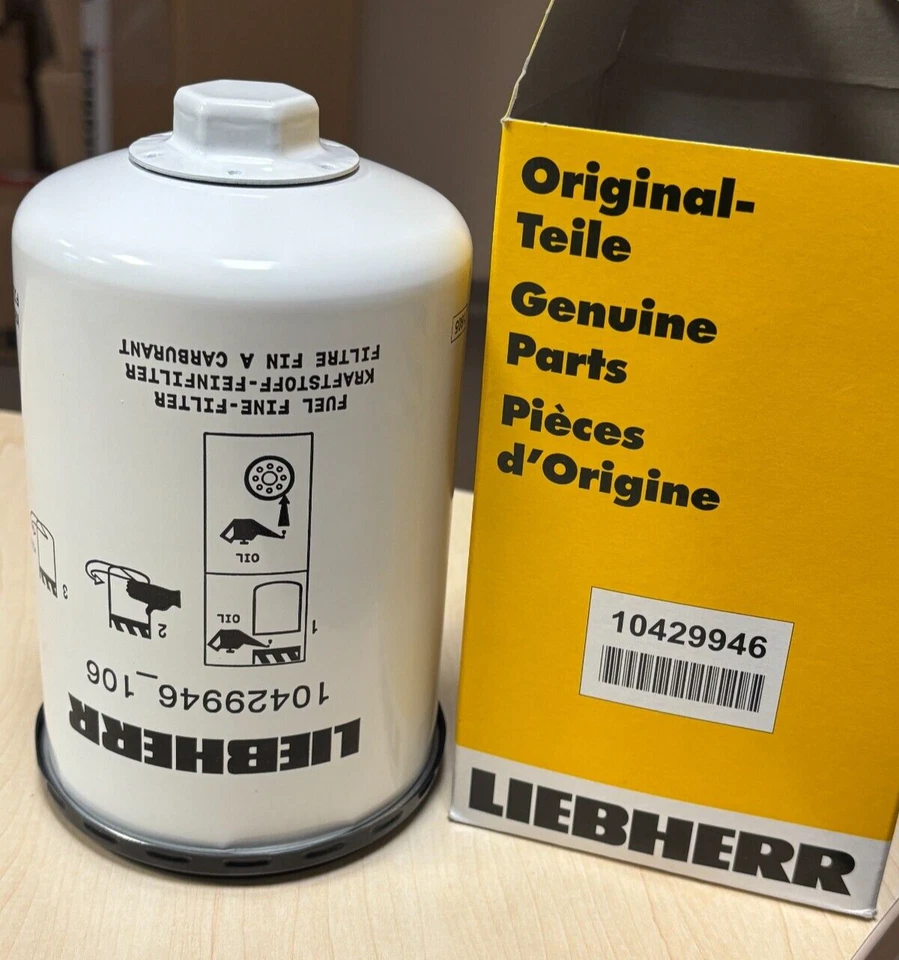 LIEBHERR
10429946_106
1
OIL
OIL
2
3
FUEL FINE-FILTER
KRAFTSTOFF-FEINFILTER
FILTRE FIN A CARBURANT
Original-
Teile
Genuine
Parts
Pièces
d'Origine
10429946
LIEBHERR